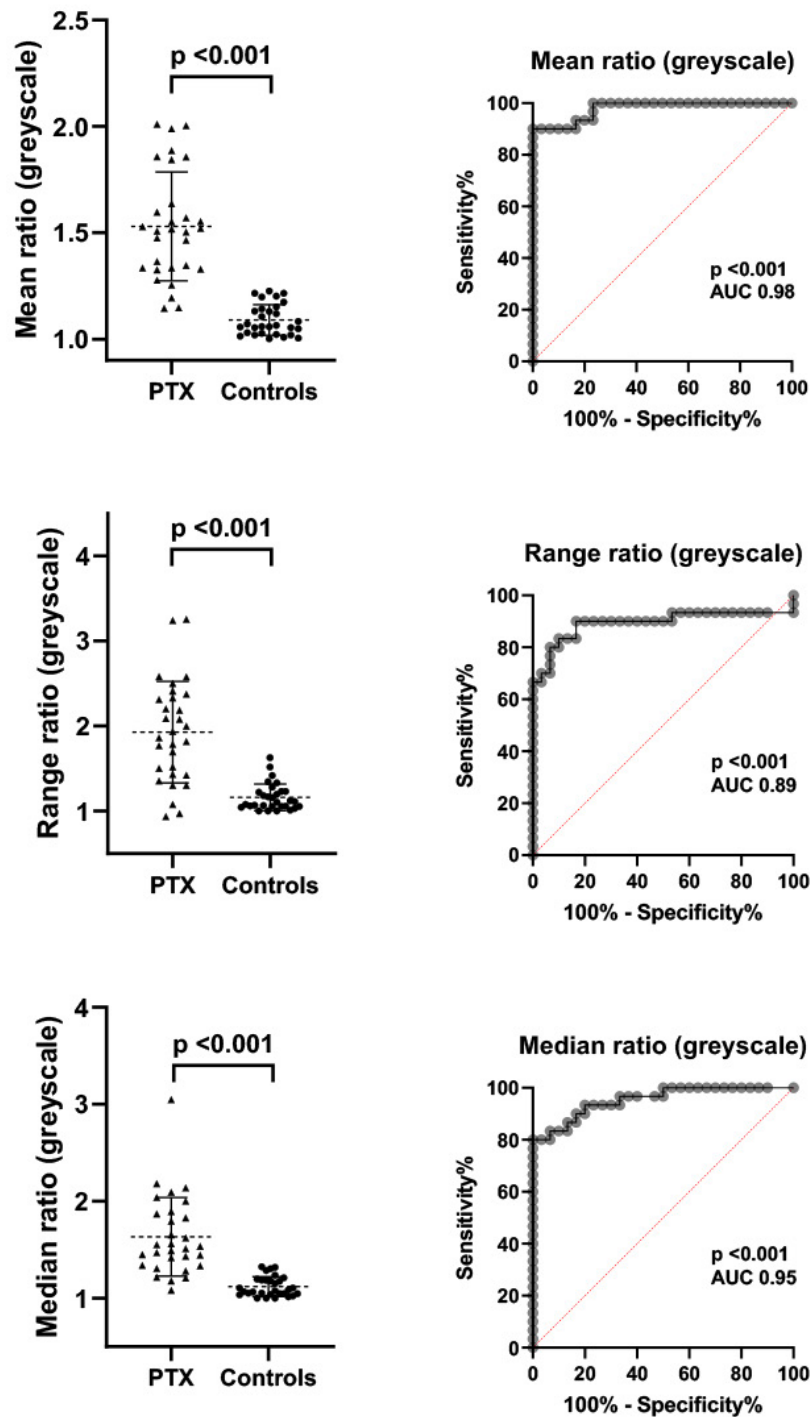 Mean ratio (greyscale)
2.5
2.0
1.5
1.0
p <0.001
PTX Controls
Mean ratio (greyscale)
Sensitivity%
100
80
60
40
20
0
p <0.001
AUC 0.98
0 20 40 60 80 100
100% - Specificity%
Range ratio (greyscale)
4
3
2
1
p <0.001
PTX Controls
Range ratio (greyscale)
Sensitivity%
100
80
60
40
20
0
p <0.001
AUC 0.89
0 20 40 60 80 100
100% - Specificity%
Median ratio (greyscale)
4
3
2
1
p <0.001
PTX Controls
Median ratio (greyscale)
Sensitivity%
100
80
60
40
20
0
p <0.001
AUC 0.95
0 20 40 60 80 100
100% - Specificity%